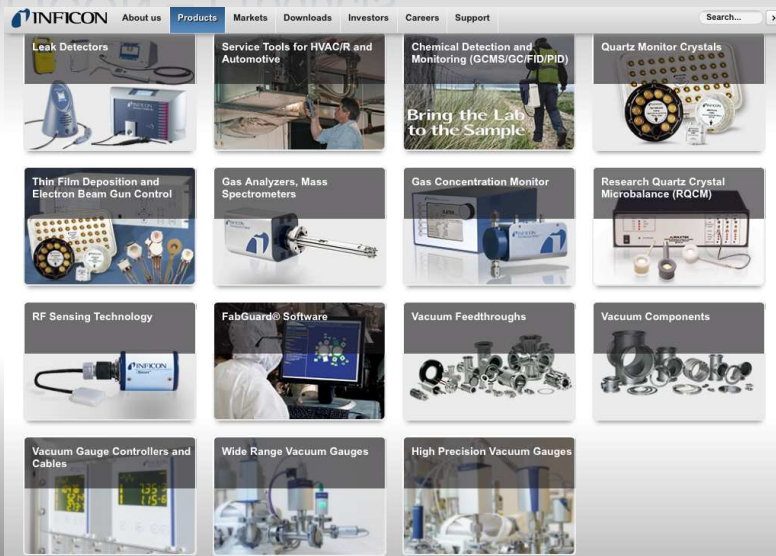 INFICON About us Products Markets Downloads Investors Careers Support Search...
Leak Detectors
Service Tools for HVAC/R and
Automotive
Chemical Detection and
Monitoring (GCMS/GC/FID/PID)
Bring the Lab
to the Sample
Quartz Monitor Crystals
INFICON
Thin Film Deposition and
Electron Beam Gun Control
Gas Analyzers, Mass
Spectrometers
Gas Concentration Monitor
Research Quartz Crystal
Microbalance (RQCM)
RF Sensing Technology
INFICON
FabGuard® Software
Vacuum Feedthroughs
Vacuum Components
Vacuum Gauge Controllers and
Cables
Wide Range Vacuum Gauges
High Precision Vacuum Gauges